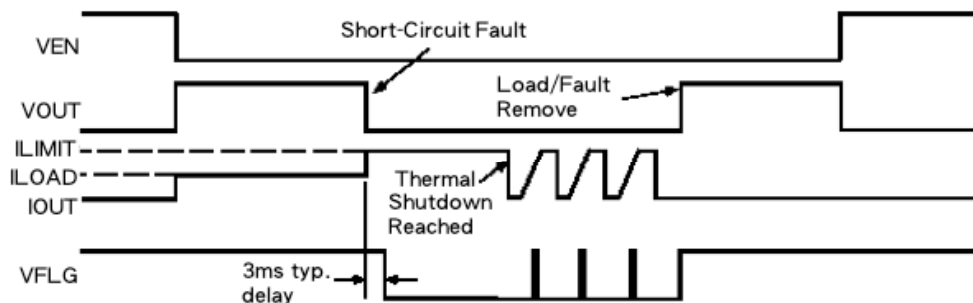 Short-Circuit Fault
VEN
Load/Fault
Remove
VOUT
ILIMIT
ILOAD
Thermal
Shutdown
Reached
IOUT
3ms typ.
delay
VFLG